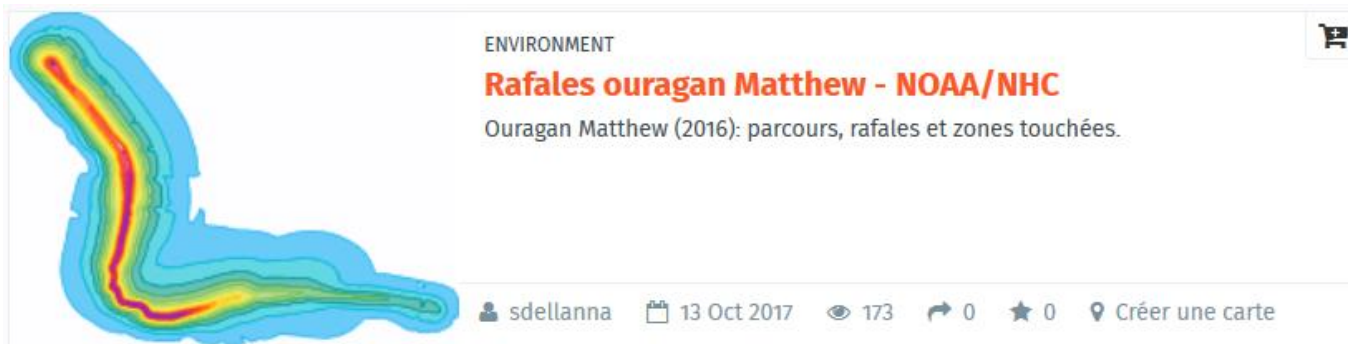 ENVIRONMENT
Rafales ouragan Matthew - NOAA/NHC
Ouragan Matthew (2016): parcours, rafales et zones touchées.
sdellanna 13 Oct 2017 173 0 0 Créer une carte